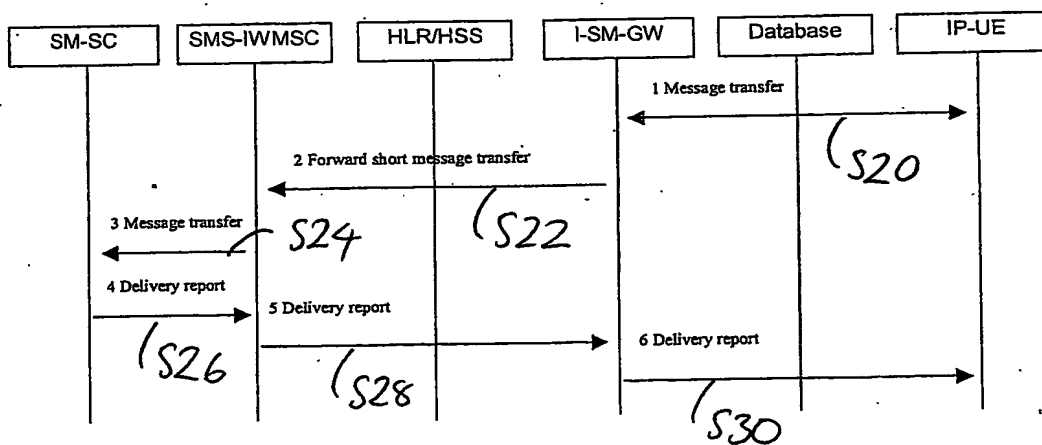 SM-SC SMS-IWMSC HLR/HSS I-SM-GW Database IP-UE
1 Message transfer
S20
2 Forward short message transfer
S22
3 Message transfer
S24
4 Delivery report
S26
5 Delivery report
S28
6 Delivery report
S30